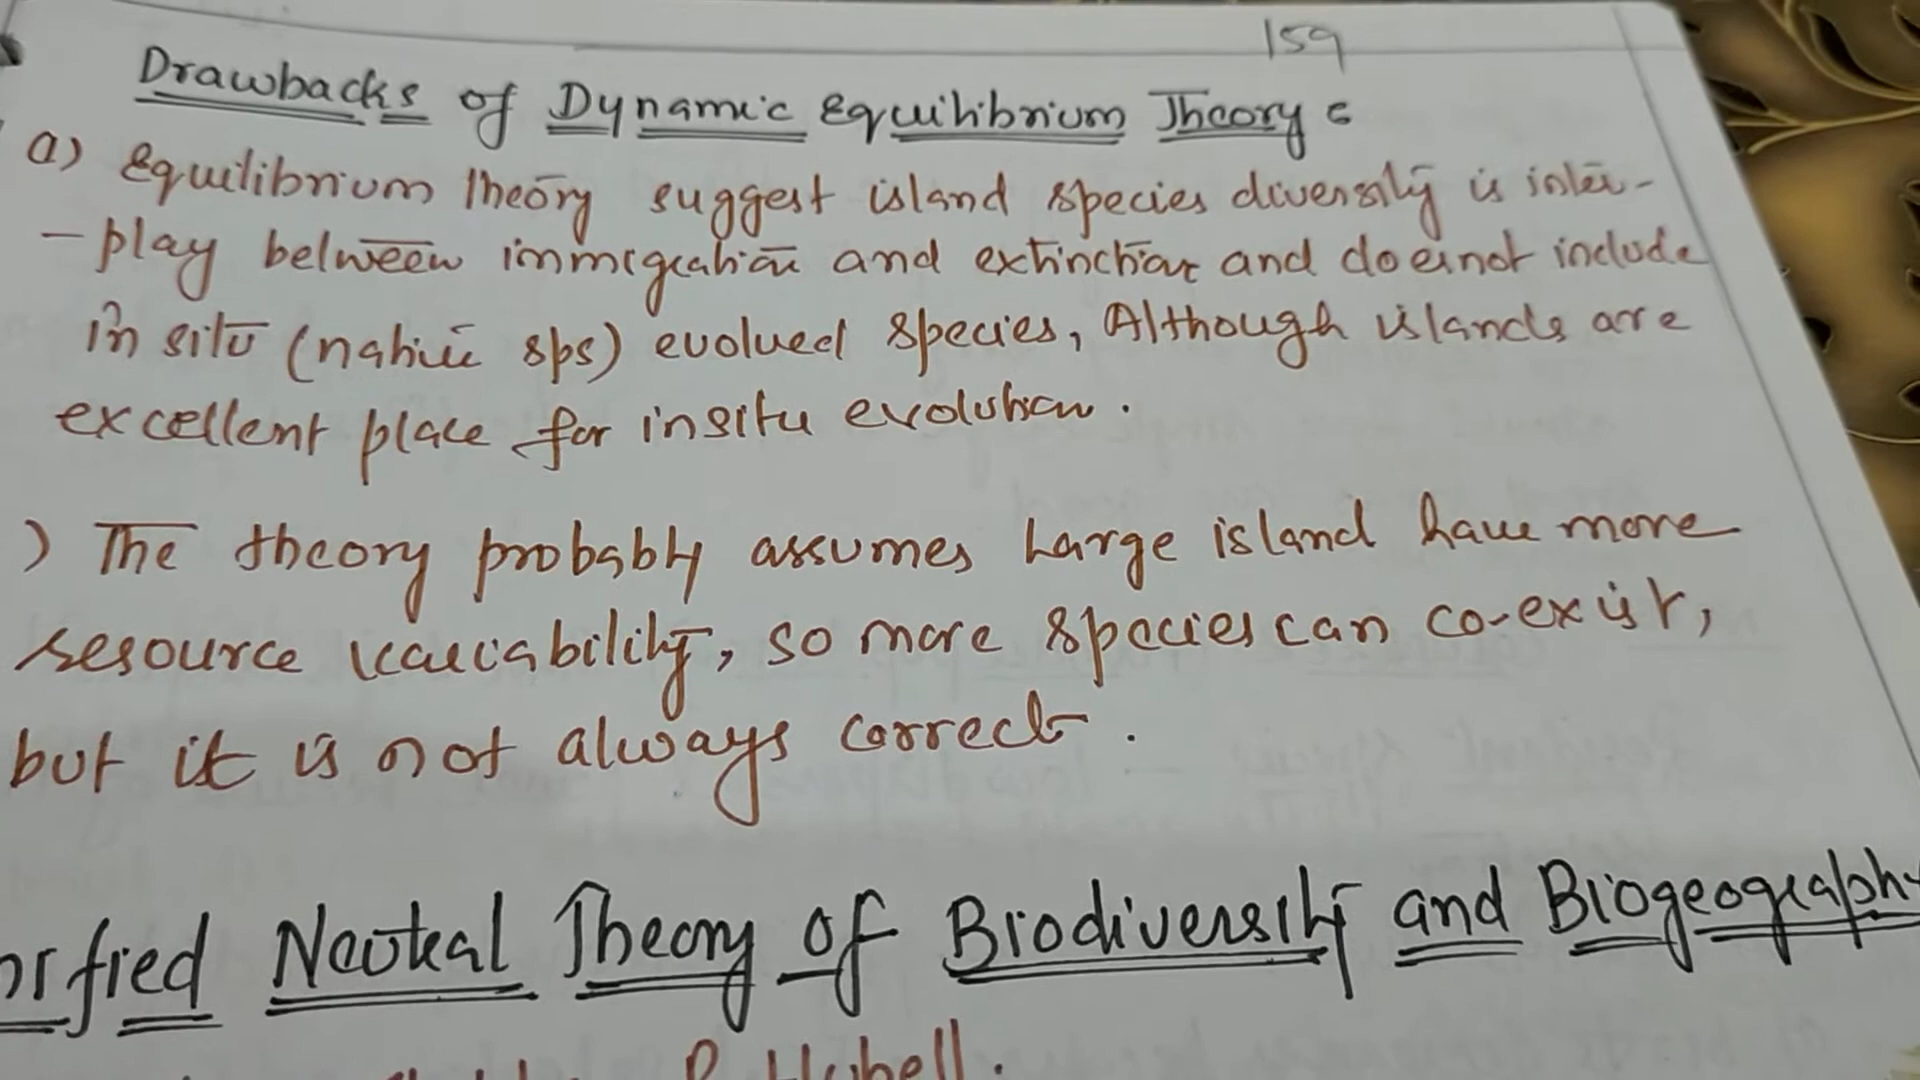 159
Drawbacks of Dynamic Equilibrium Theory :
a) Equilibrium Theory suggest island species diversity is inter-
-play between immigration and extinction and doesnot include
in situ (native sps) evolved species, Although islands are
excellent place for insitu evolution.
) The theory probably assumes Large island have more
resource variability, so more species can co-exist,
but it is not always correct.
Neutral Theory of Biodiversity and Biogeography
P. Hubell.